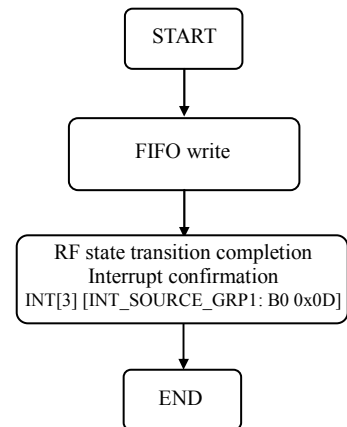 START
FIFO write
RF state transition completion
Interrupt confirmation
INT[3] [INT_SOURCE_GRP1: B0 0x0D]
END